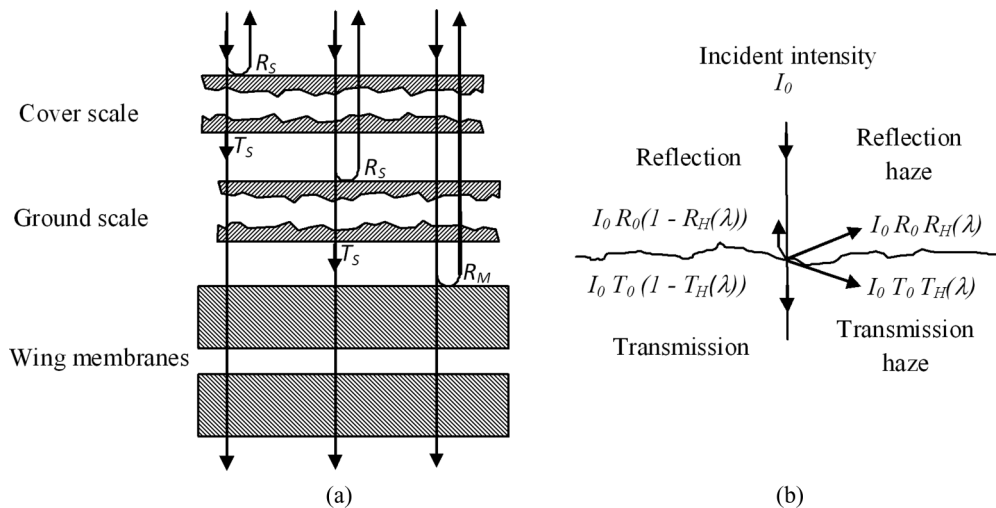 R_S
Cover scale
T_S
R_S
Ground scale
T_S
R_M
Wing membranes
(a)
Incident intensity
I_0
Reflection
Reflection
haze
I_0 R_0(1 - R_H(λ))
I_0 R_0 R_H(λ)
I_0 T_0 (1 - T_H(λ))
I_0 T_0 T_H(λ)
Transmission
Transmission
haze
(b)